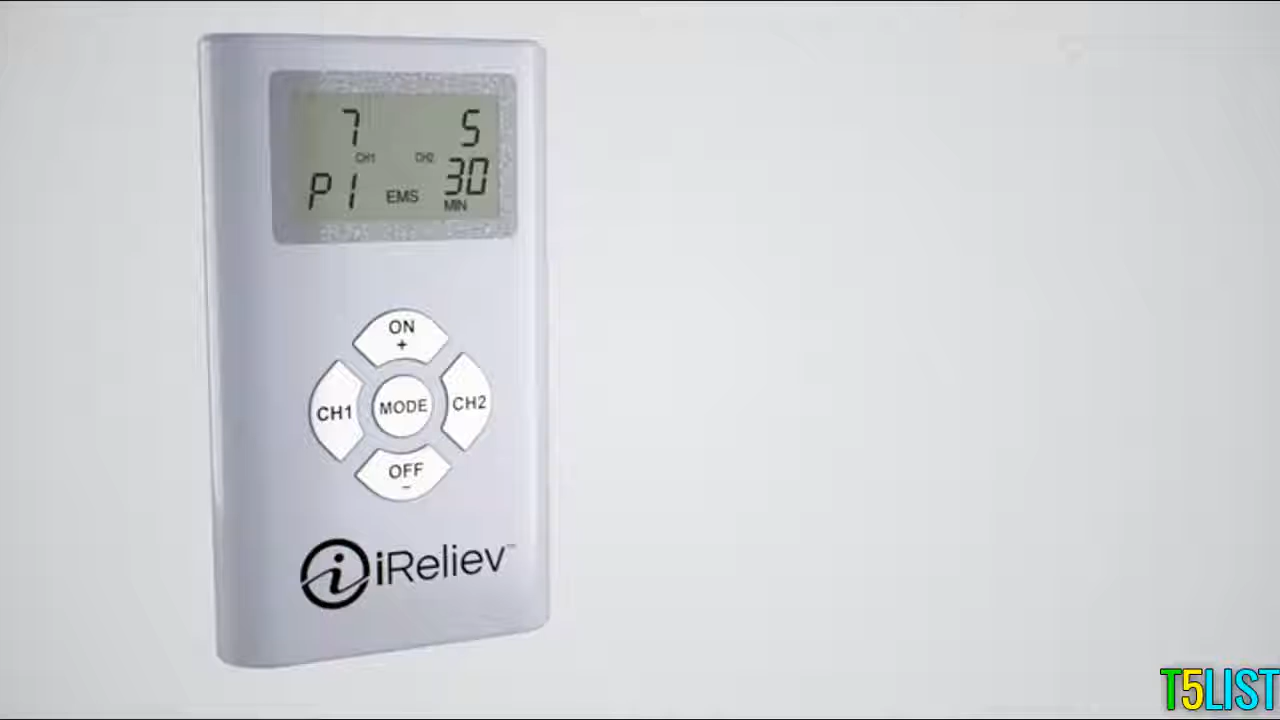 7 5
CH1 CH2
P1 EMS 30
MIN
ON
+
CH1 MODE CH2
OFF
-
iReliev™
T5LIST